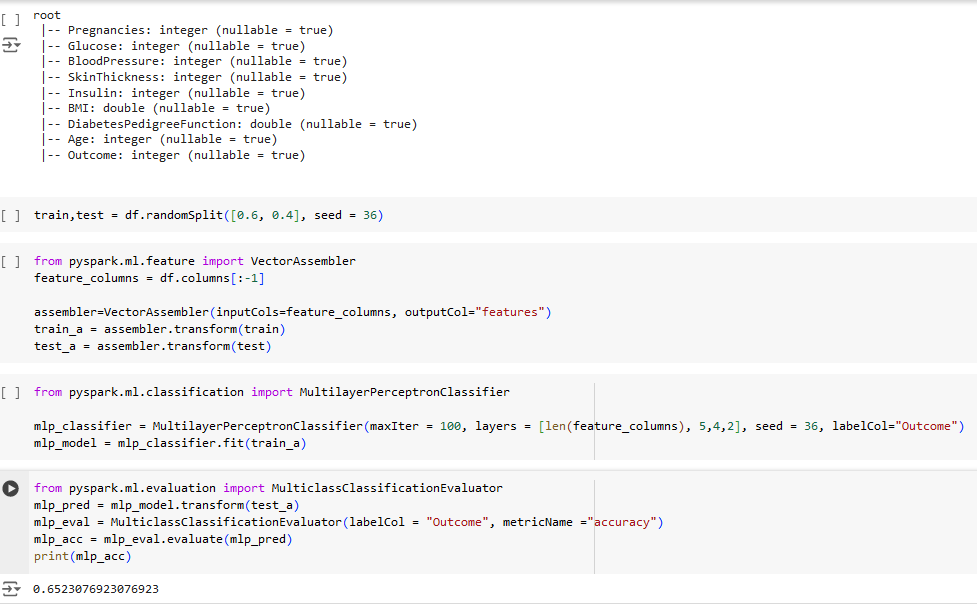 [ ] root
|-- Pregnancies: integer (nullable = true)
|-- Glucose: integer (nullable = true)
|-- BloodPressure: integer (nullable = true)
|-- SkinThickness: integer (nullable = true)
|-- Insulin: integer (nullable = true)
|-- BMI: double (nullable = true)
|-- DiabetesPedigreeFunction: double (nullable = true)
|-- Age: integer (nullable = true)
|-- Outcome: integer (nullable = true)
[ ] train,test = df.randomSplit([0.6, 0.4], seed = 36)
[ ] from pyspark.ml.feature import VectorAssembler
feature_columns = df.columns[:-1]
assembler=VectorAssembler(inputCols=feature_columns, outputCol="features")
train_a = assembler.transform(train)
test_a = assembler.transform(test)
[ ] from pyspark.ml.classification import MultilayerPerceptronClassifier
mlp_classifier = MultilayerPerceptronClassifier(maxIter = 100, layers = [len(feature_columns), 5,4,2], seed = 36, labelCol="Outcome")
mlp_model = mlp_classifier.fit(train_a)
from pyspark.ml.evaluation import MulticlassClassificationEvaluator
mlp_pred = mlp_model.transform(test_a)
mlp_eval = MulticlassClassificationEvaluator(labelCol = "Outcome", metricName ="accuracy")
mlp_acc = mlp_eval.evaluate(mlp_pred)
print(mlp_acc)
0.6523076923076923